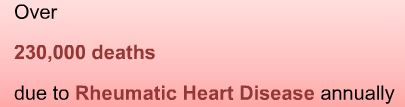 Over
230,000 deaths
due to Rheumatic Heart Disease annually